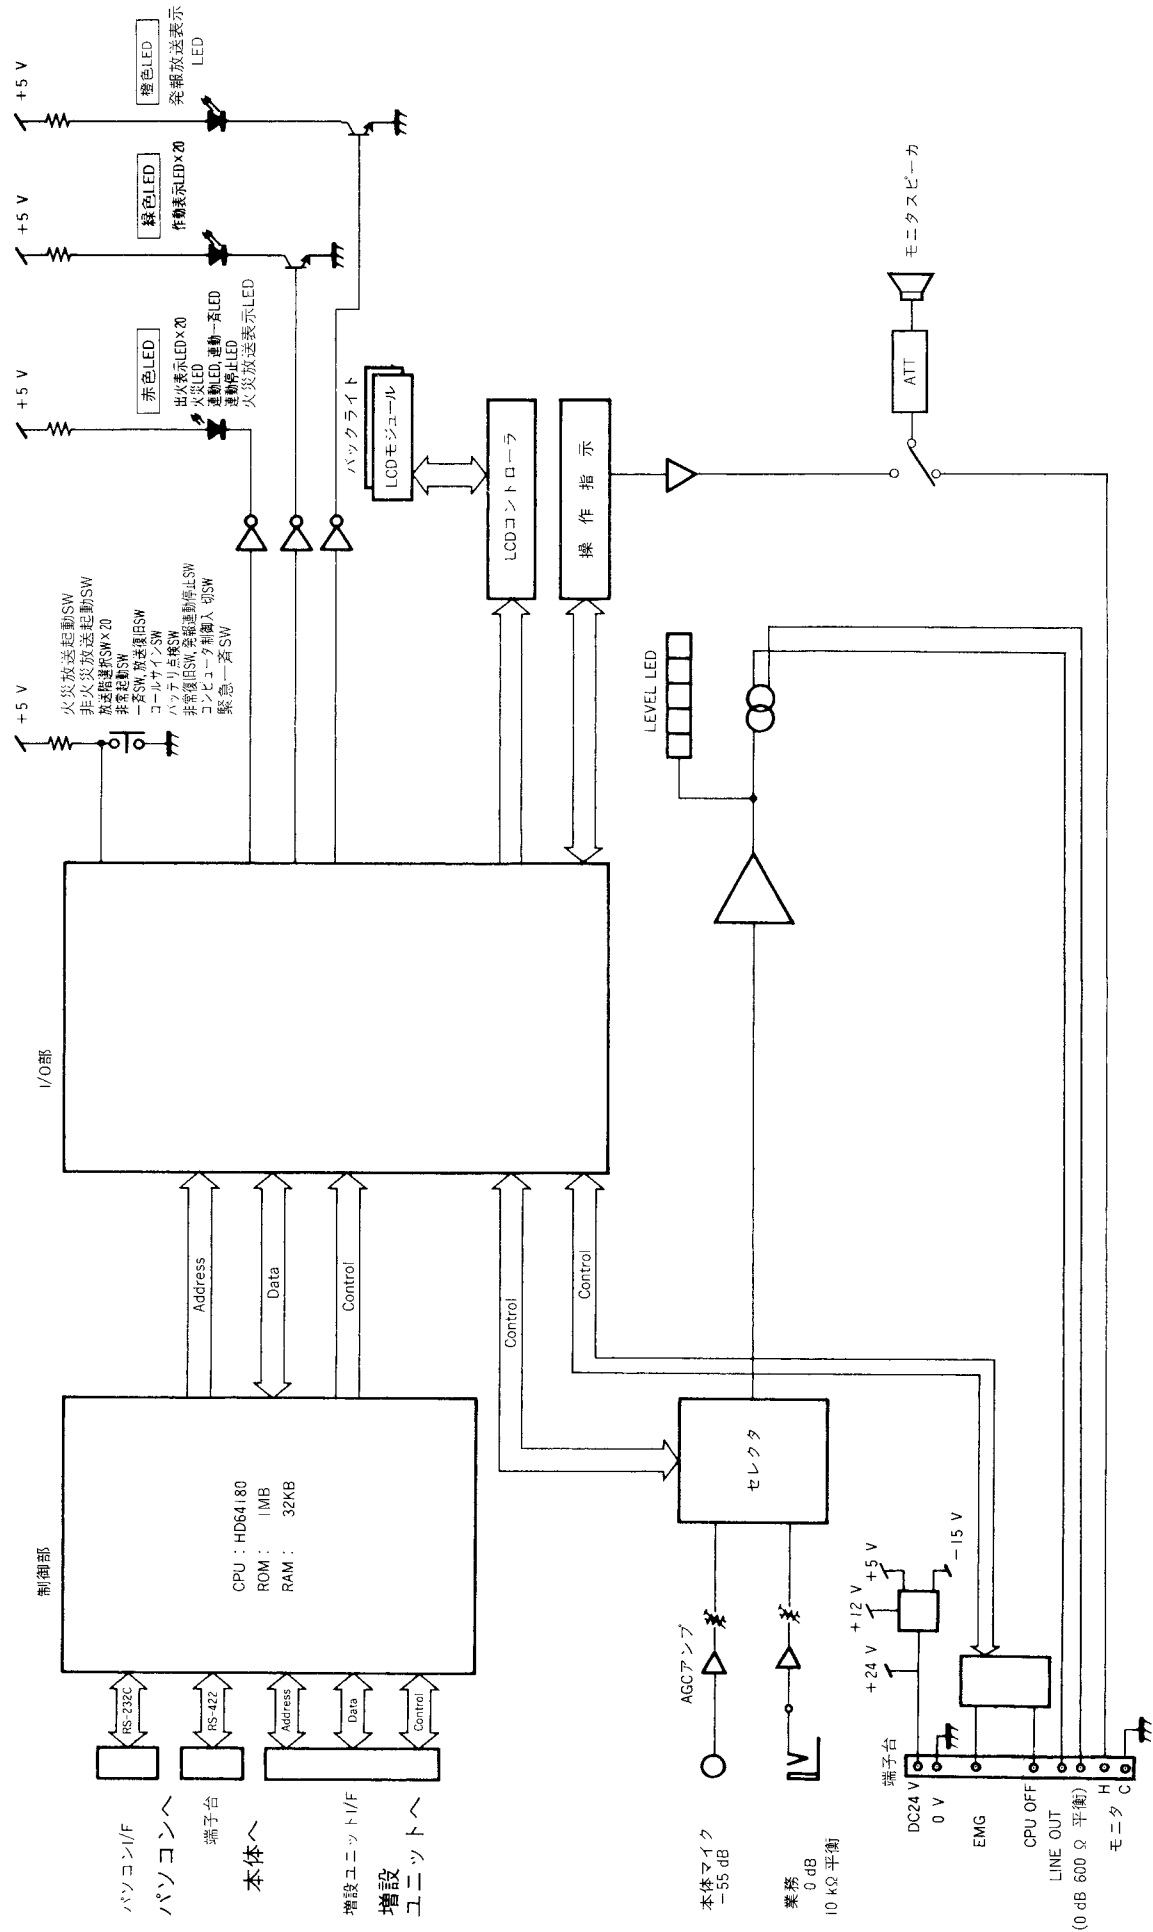 制御部
CPU : HD64180
ROM : 1MB
RAM : 32KB
パソコンI/F
パソコンへ
端子台
本体へ
増設ユニットI/F
増設
ユニットへ
RS-232C
RS-422
Address
Data
Control
Address
Data
Control
I/O部
Control
Control
+5 V
火災放送起動SW
非火災放送起動SW
放送階選択SW×20
非常起動SW
一斉SW, 放送復旧SW
コールサインSW
バッテリ点検SW
非常復旧SW, 発報連動停止SW
コンピュータ制御入 切SW
緊急一斉SW
+5 V
赤色LED
出火表示LED×20
火災LED
連動LED, 連動一斉LED
連動停止LED
火災放送表示LED
+5 V
緑色LED
作動表示LED×20
+5 V
橙色LED
発報放送表示
LED
バックライト
LCDモジュール
LCDコントローラ
操作指示
本体マイク
−55 dB
AGCアンプ
業務
0 dB
10 kΩ 平衡
セレクタ
LEVEL LED
ATT
モニタスピーカ
端子台
DC24 V
0 V
EMG
CPU OFF
LINE OUT
(0 dB 600 Ω 平衡)
H
モニタ
C
+24 V
+12 V
+5 V
−15 V